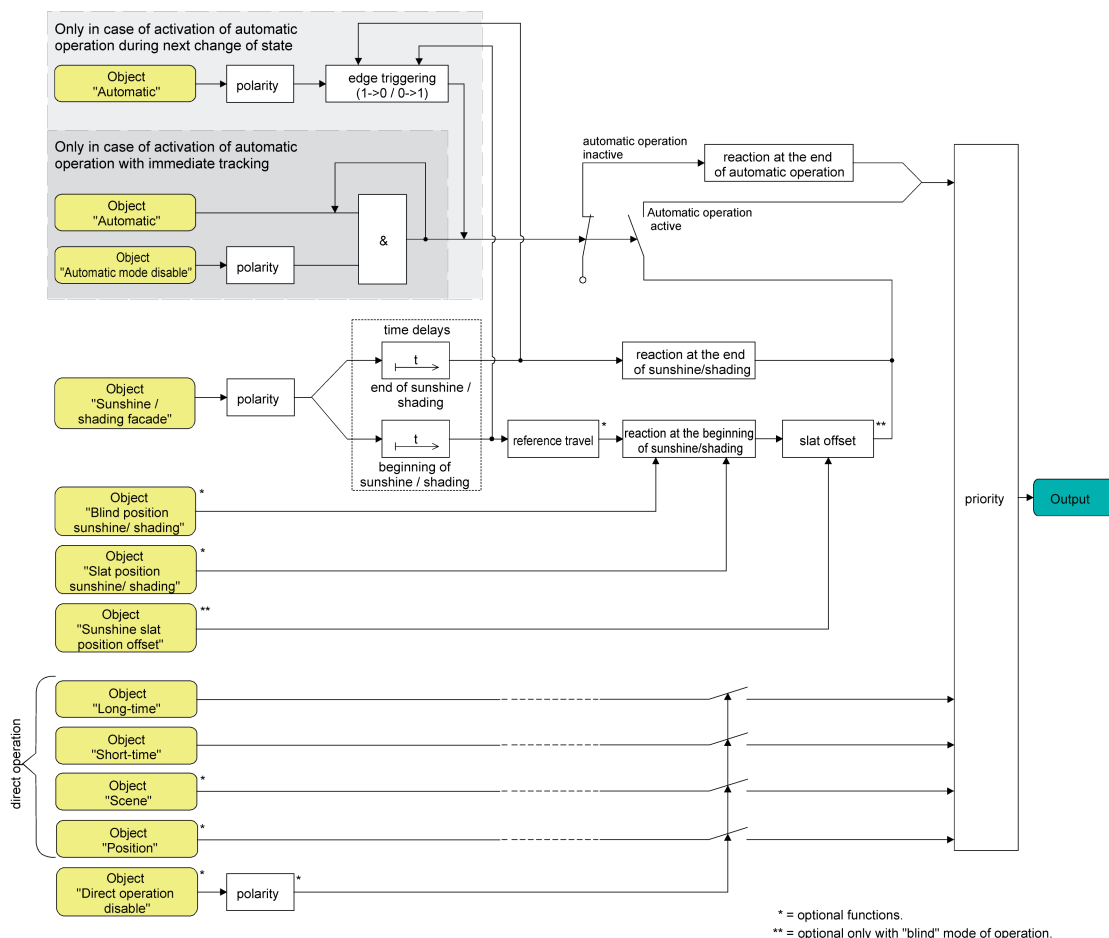 Only in case of activation of automatic
operation during next change of state
Object
"Automatic"
polarity
edge triggering
(1->0 / 0->1)
Only in case of activation of automatic
operation with immediate tracking
Object
"Automatic"
Object
"Automatic mode disable"
polarity
&
automatic operation
inactive
reaction at the end
of automatic operation
Automatic operation
active
time delays
t
end of sunshine /
shading
reaction at the end
of sunshine/shading
Object
"Sunshine /
shading facade"
polarity
t
beginning of
sunshine / shading
reference travel
*
reaction at the beginning
of sunshine/shading
slat offset
**
Object
"Blind position
sunshine/ shading"
*
Object
"Slat position
sunshine/ shading"
*
Object
"Sunshine slat
position offset"
**
priority
Output
direct operation
Object
"Long-time"
Object
"Short-time"
Object
"Scene"
*
Object
"Position"
*
Object
"Direct operation
disable"
*
polarity
*
* = optional functions.
** = optional only with "blind" mode of operation.